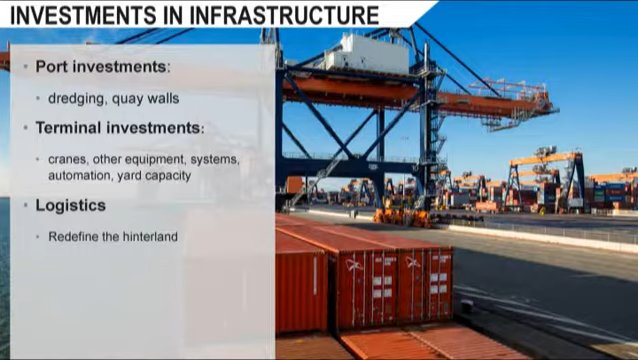 INVESTMENTS IN INFRASTRUCTURE
• Port investments:
• dredging, quay walls
• Terminal investments:
• cranes, other equipment, systems,
automation, yard capacity
• Logistics
• Redefine the hinterland